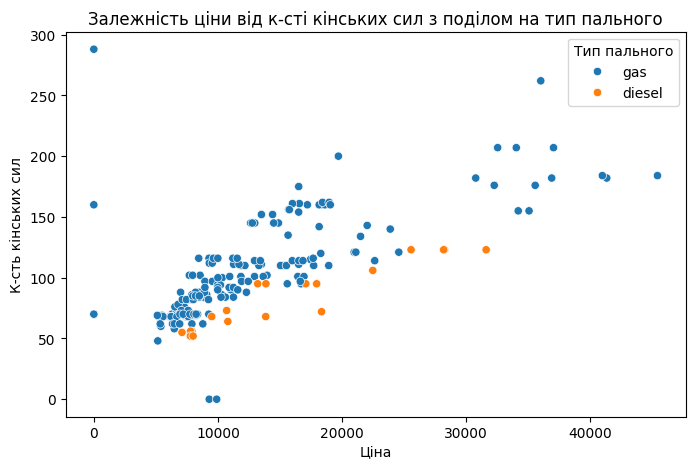 Залежність ціни від к-сті кінських сил з поділом на тип пального
Тип пального
gas
diesel
К-сть кінських сил
300
250
200
150
100
50
0
0 10000 20000 30000 40000
Ціна